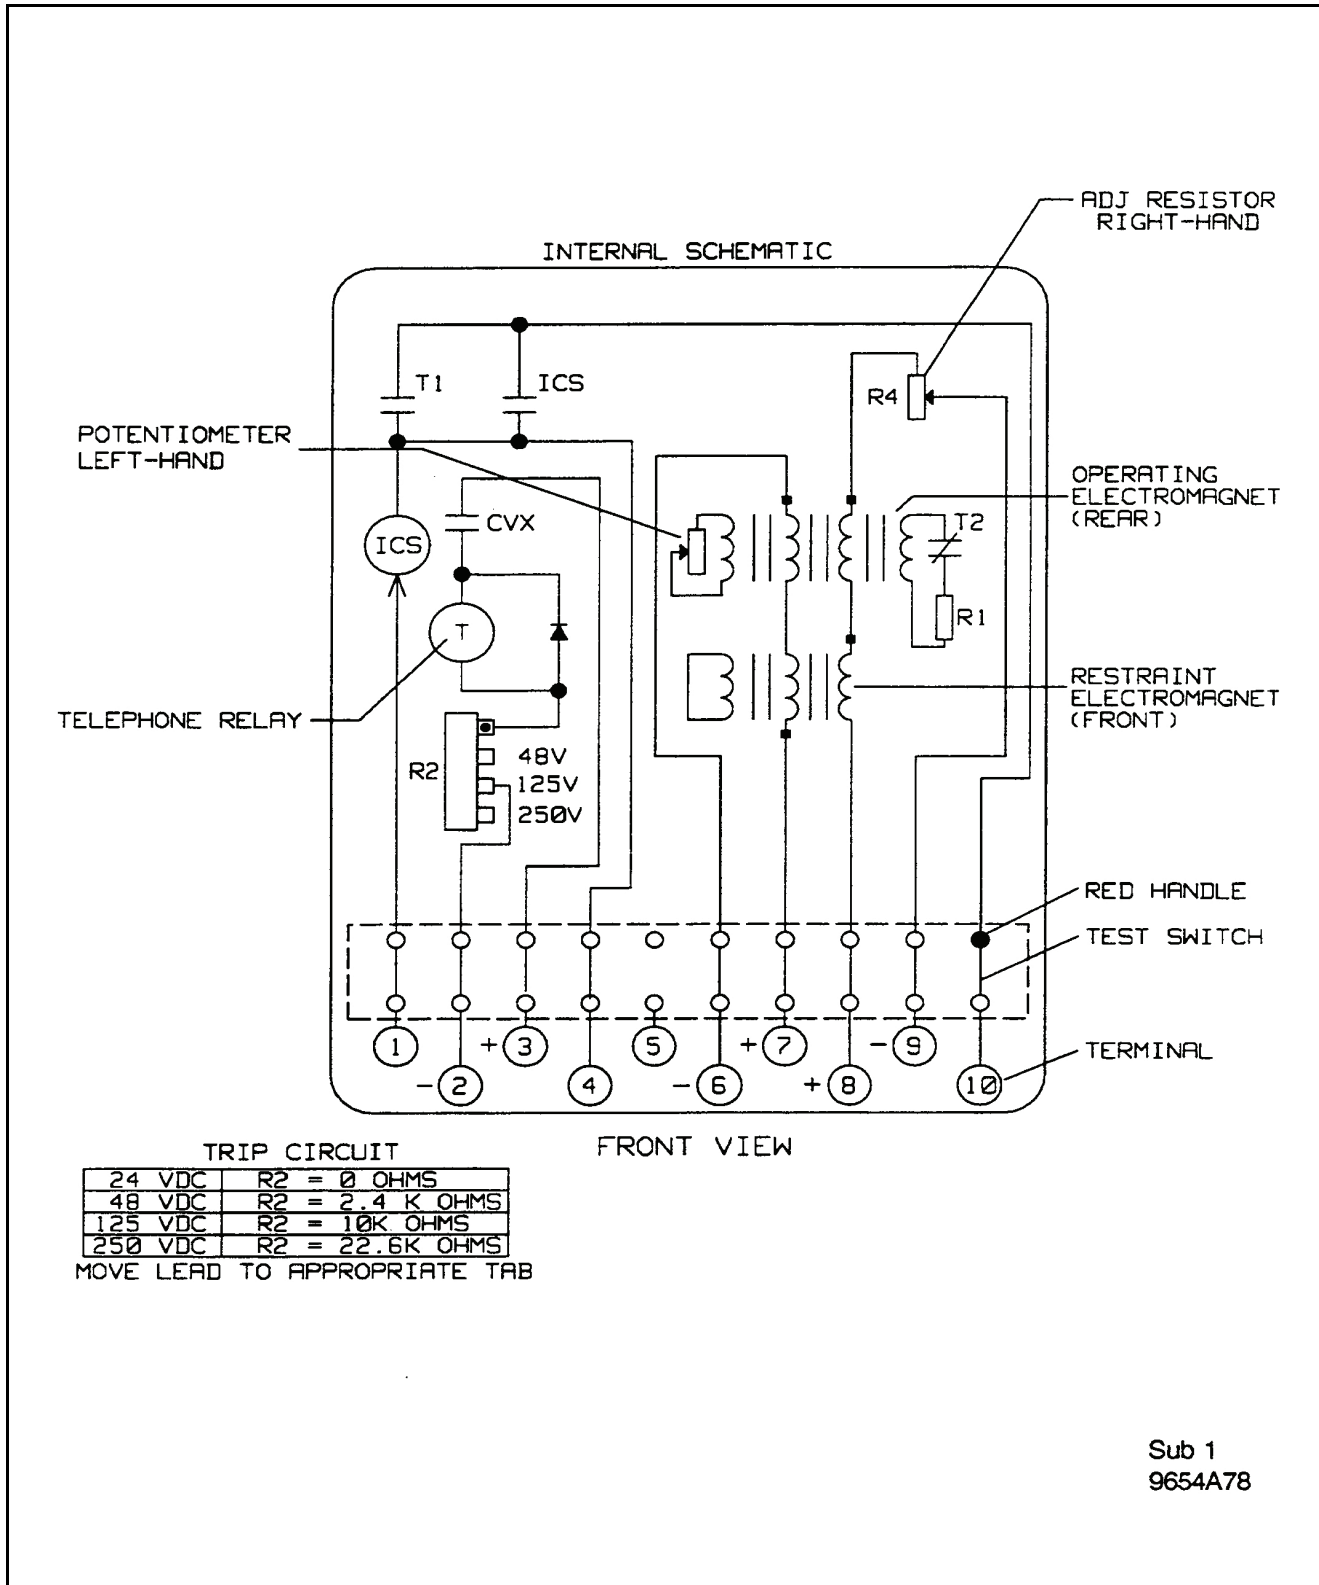 ADJ RESISTOR
RIGHT-HAND
INTERNAL SCHEMATIC
T1
ICS
R4
POTENTIOMETER
LEFT-HAND
OPERATING
ELECTROMAGNET
(REAR)
CVX
T2
ICS
R1
T
RESTRAINT
ELECTROMAGNET
(FRONT)
TELEPHONE RELAY
R2
48V
125V
250V
RED HANDLE
TEST SWITCH
1
+ 3
5
+ 7
- 9
TERMINAL
- 2
4
- 6
+ 8
10
FRONT VIEW
TRIP CIRCUIT
24 VDC R2 = 0 OHMS
48 VDC R2 = 2.4 K OHMS
125 VDC R2 = 10K OHMS
250 VDC R2 = 22.6K OHMS
MOVE LEAD TO APPROPRIATE TAB
Sub 1
9654A78